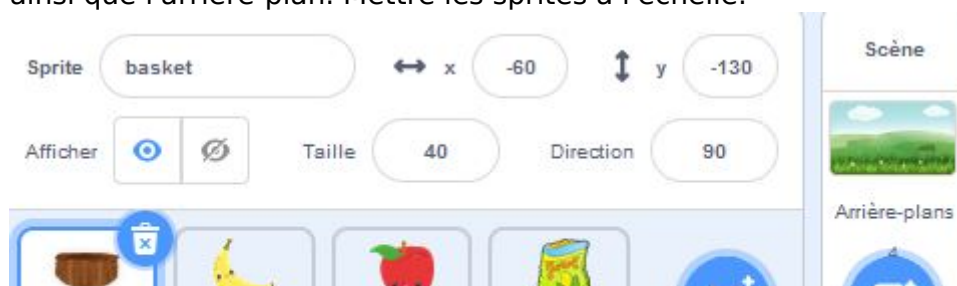 ainsi que l'arrière-plan. Mettre les sprites à l'échelle.
Sprite basket x -60 y -130
Scène
Afficher Taille 40 Direction 90
Arrière-plans
4